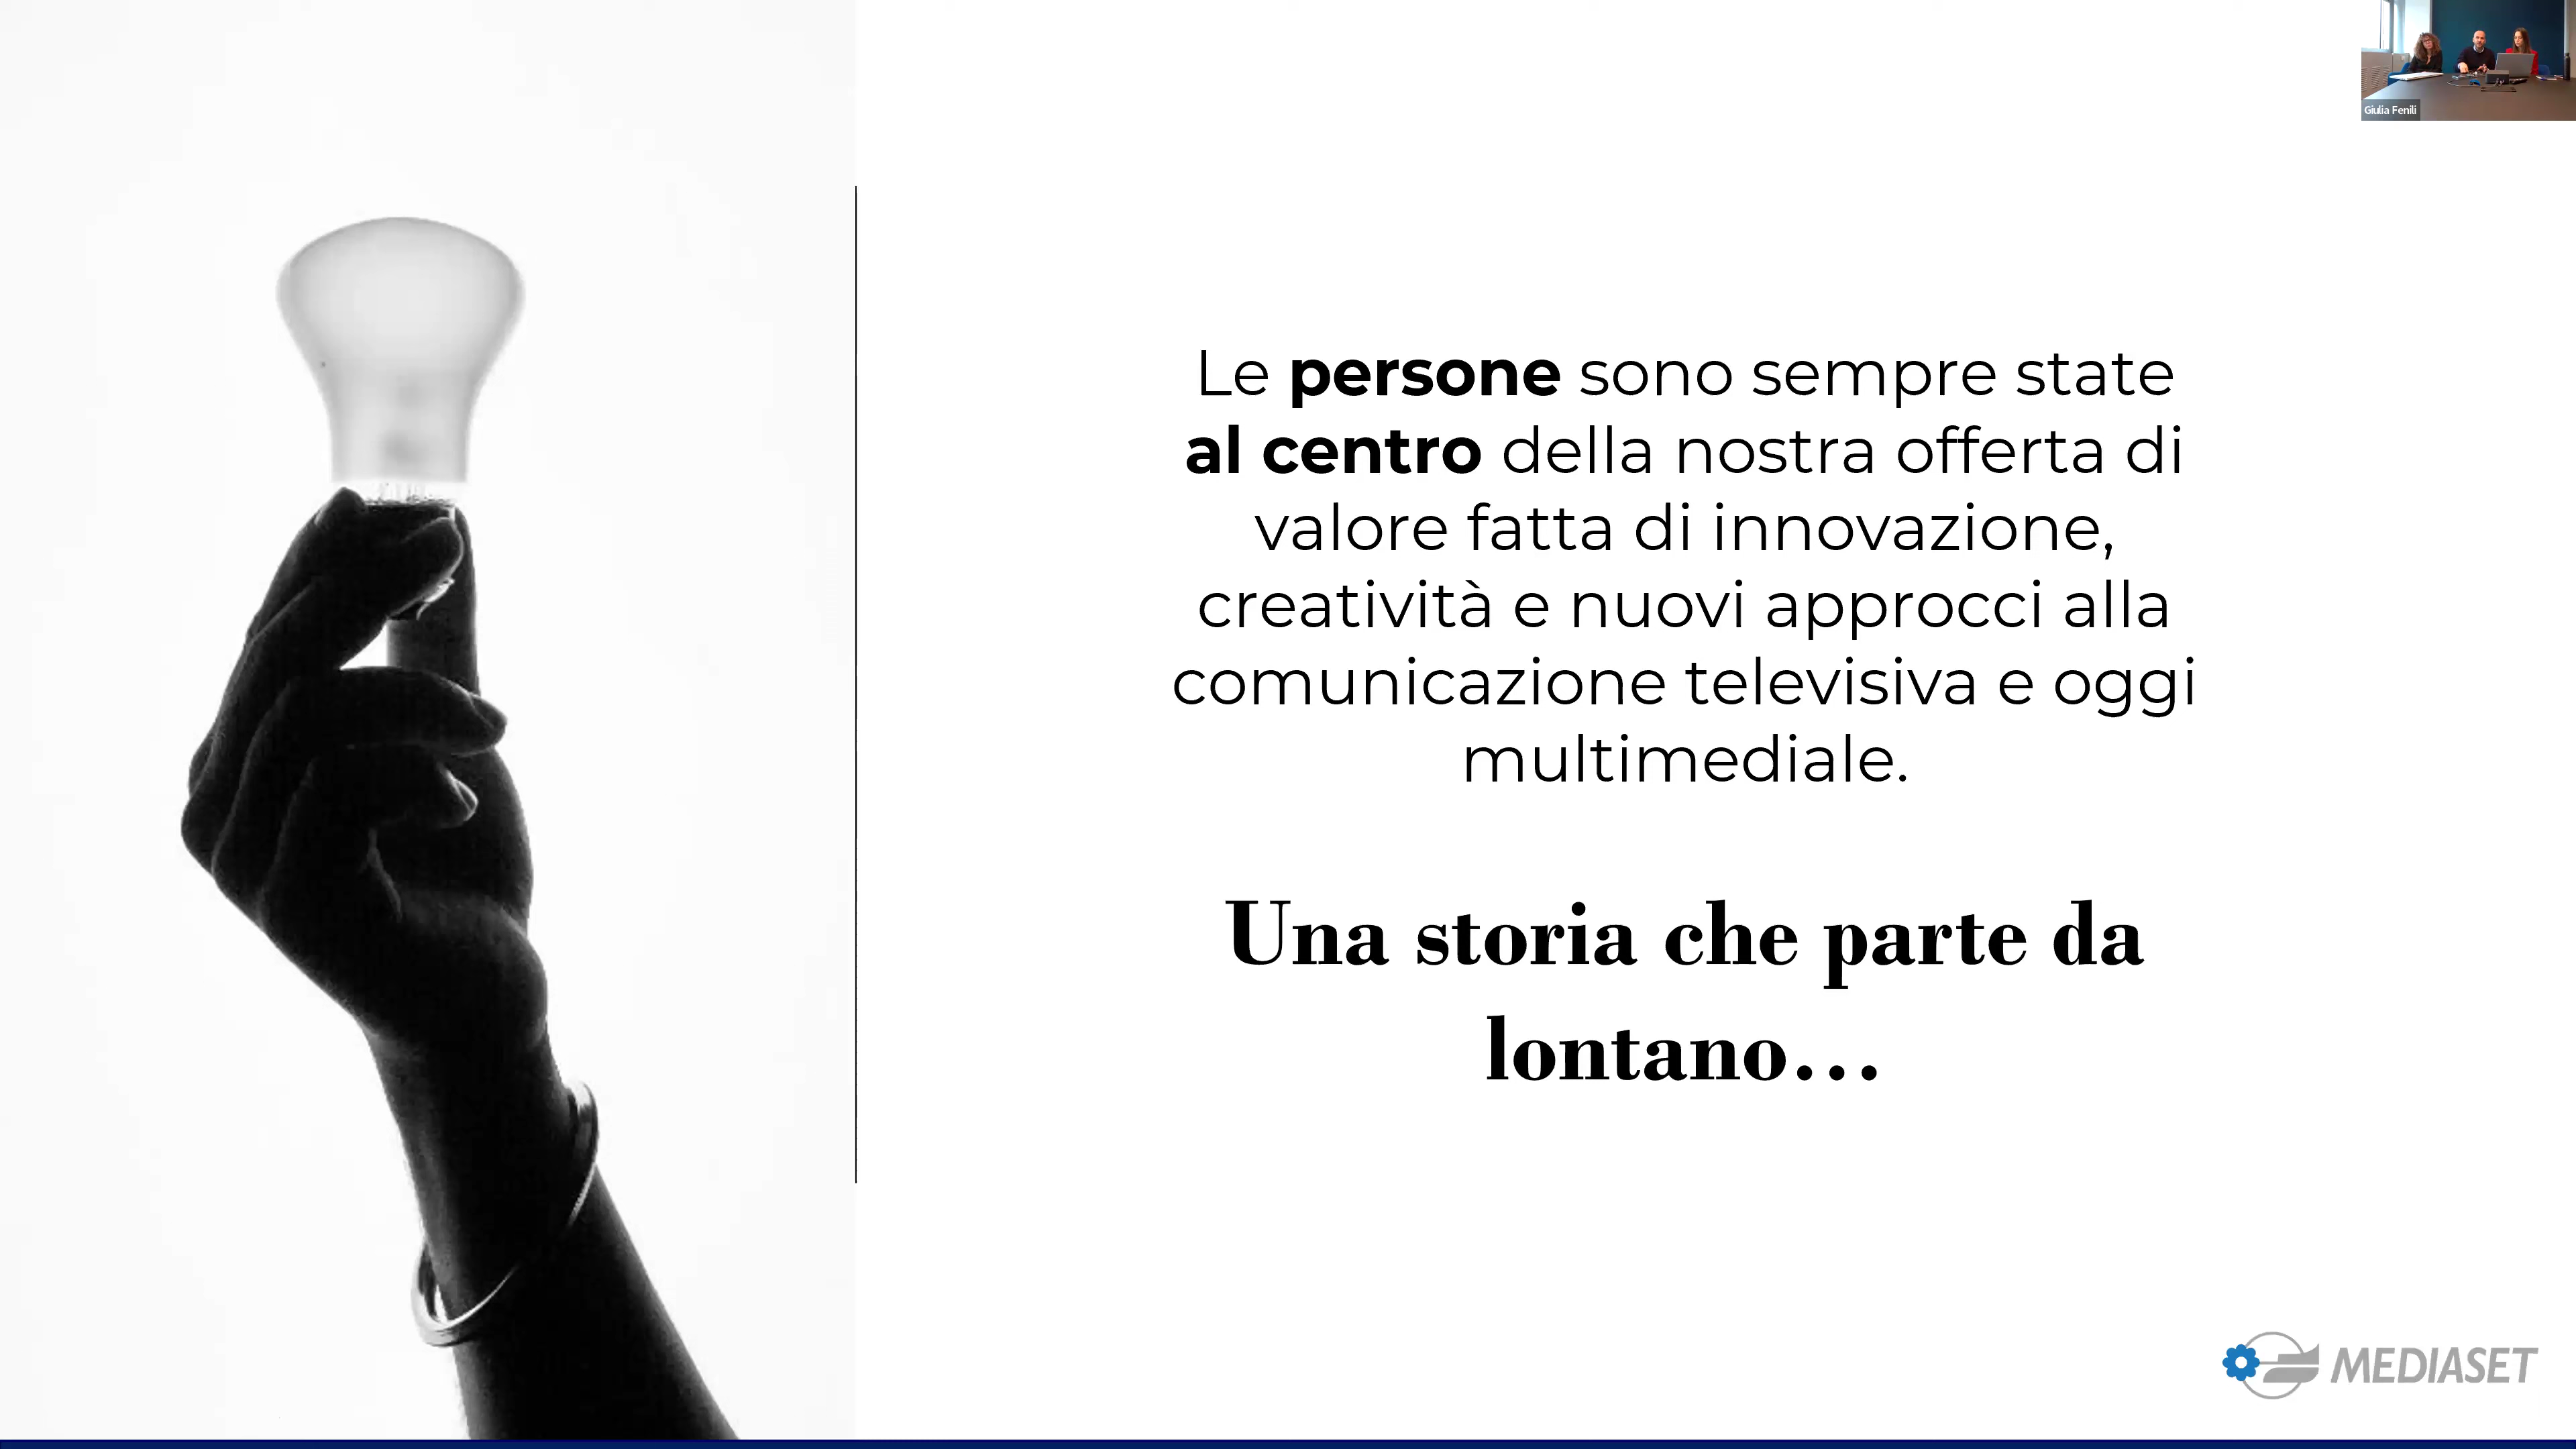 Giulia Fenili
Le persone sono sempre state
al centro della nostra offerta di
valore fatta di innovazione,
creatività e nuovi approcci alla
comunicazione televisiva e oggi
multimediale.
Una storia che parte da
lontano...
MEDIASET